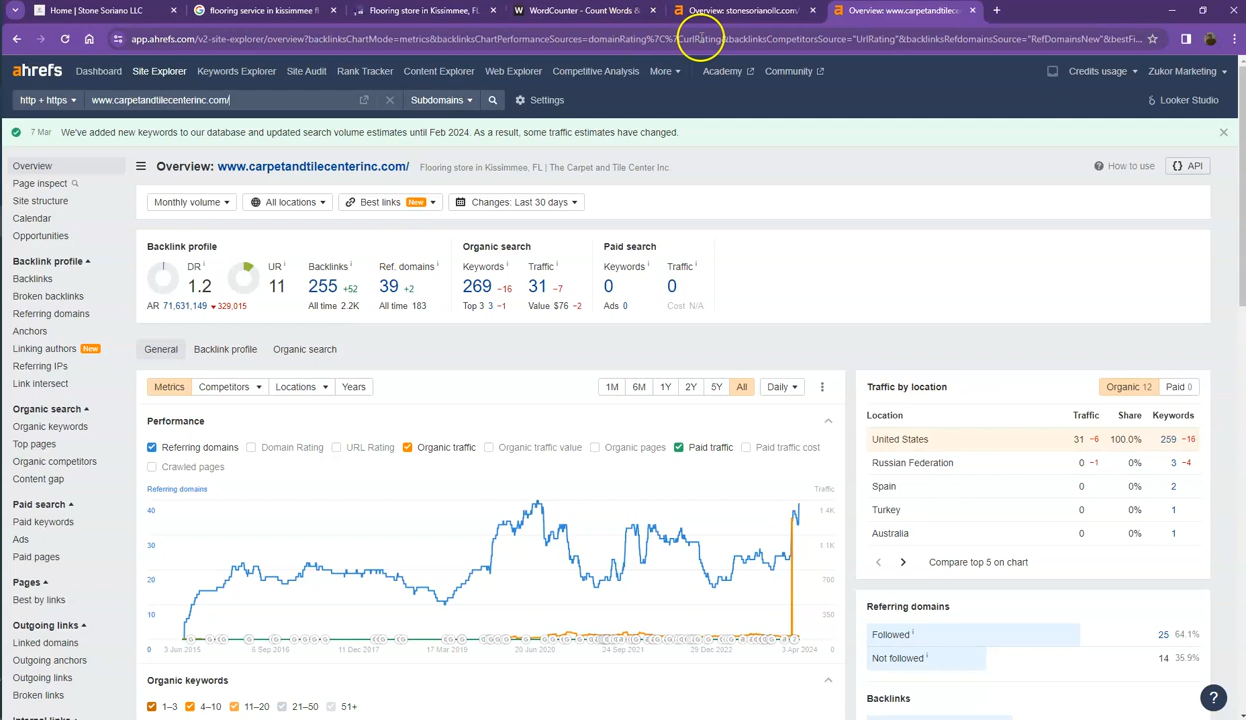 Home | Stone Soriano LLC
flooring service in kissimmee fl
Flooring store in Kissimmee, FL |
WordCounter - Count Words &
Overview: stonesorianollc.com/
Overview: www.carpetandtilecen
app.ahrefs.com/v2-site-explorer/overview?backlinksChartMode=metrics&backlinksChartPerformanceSources=domainRating%7C%7CurlRating&backlinksCompetitorsSource="UrlRating"&backlinksRefdomainsSource="RefDomainsNew"&bestFi...
ahrefs Dashboard Site Explorer Keywords Explorer Site Audit Rank Tracker Content Explorer Web Explorer Competitive Analysis More Academy Community Credits usage Zukor Marketing
http + https www.carpetandtilecenterinc.com/ Subdomains Settings Looker Studio
7 Mar We've added new keywords to our database and updated search volume estimates until Feb 2024. As a result, some traffic estimates have changed.
Overview
Page inspect
Site structure
Calendar
Opportunities
Backlink profile
Backlinks
Broken backlinks
Referring domains
Anchors
Linking authors New
Referring IPs
Link intersect
Organic search
Organic keywords
Top pages
Organic competitors
Content gap
Paid search
Paid keywords
Ads
Paid pages
Pages
Best by links
Outgoing links
Linked domains
Outgoing anchors
Outgoing links
Broken links
Internal links
Overview: www.carpetandtilecenterinc.com/ Flooring store in Kissimmee, FL | The Carpet and Tile Center Inc How to use {} API
Monthly volume All locations Best links New Changes: Last 30 days
Backlink profile
DR UR Backlinks Ref. domains
1.2 11 255 +52 39 +2
AR 71,631,149 329,015 All time 2.2K All time 183
Organic search
Keywords Traffic
269 -16 31 -7
Top 3 3 -1 Value $76 -2
Paid search
Keywords Traffic
0 0
Ads 0 Cost N/A
General Backlink profile Organic search
Metrics Competitors Locations Years 1M 6M 1Y 2Y 5Y All Daily
Performance
Referring domains Domain Rating URL Rating Organic traffic Organic traffic value Organic pages Paid traffic Paid traffic cost
Crawled pages
Referring domains Traffic
40 1.4K
30 1.1K
20 700
10 350
0 3 Jun 2015 6 Sep 2016 11 Dec 2017 17 Mar 2019 20 Jun 2020 24 Sep 2021 29 Dec 2022 3 Apr 2024 0
Organic keywords
1–3 4–10 11–20 21–50 51+
Traffic by location Organic 12 Paid 0
Location Traffic Share Keywords
United States 31 -6 100.0% 259 -16
Russian Federation 0 -1 0% 3 -4
Spain 0 0% 2
Turkey 0 0% 1
Australia 0 0% 1
Compare top 5 on chart
Referring domains
Followed 25 64.1%
Not followed 14 35.9%
Backlinks
?